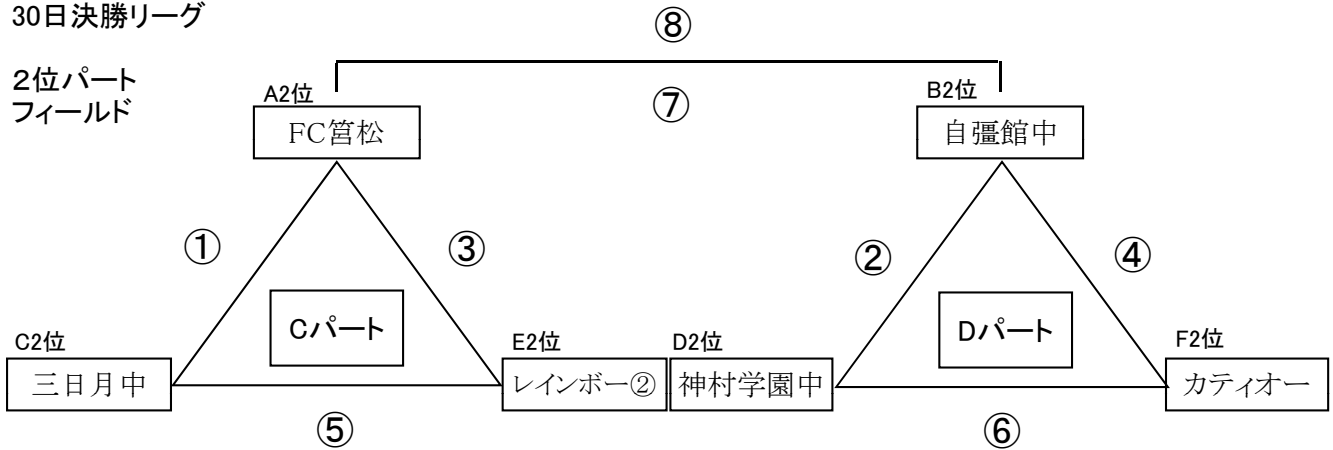 30日決勝リーグ
⑧
2位パート
フィールド
A2位
⑦
B2位
FC筥松
自彊館中
①
③
②
④
Cパート
Dパート
C2位
E2位
D2位
F2位
三日月中
レインボー②
神村学園中
カティオー
⑤
⑥